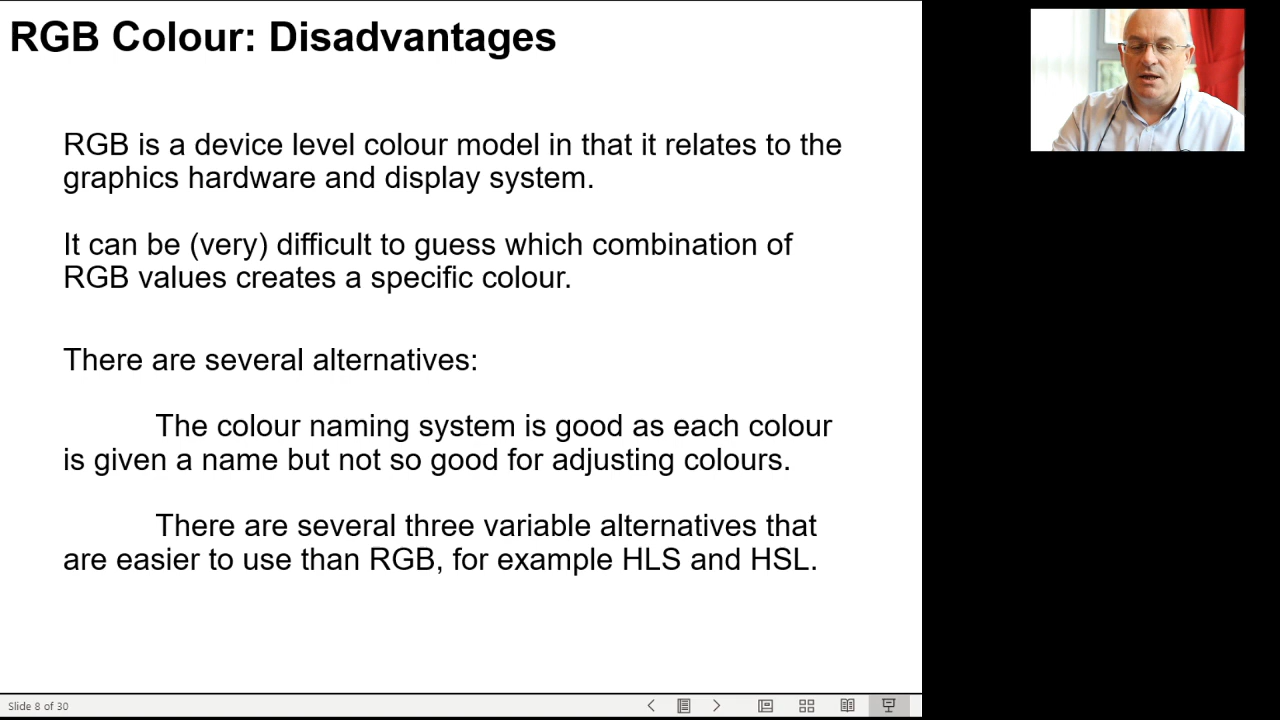 RGB Colour: Disadvantages
RGB is a device level colour model in that it relates to the
graphics hardware and display system.
It can be (very) difficult to guess which combination of
RGB values creates a specific colour.
There are several alternatives:
The colour naming system is good as each colour
is given a name but not so good for adjusting colours.
There are several three variable alternatives that
are easier to use than RGB, for example HLS and HSL.
Slide 8 of 30